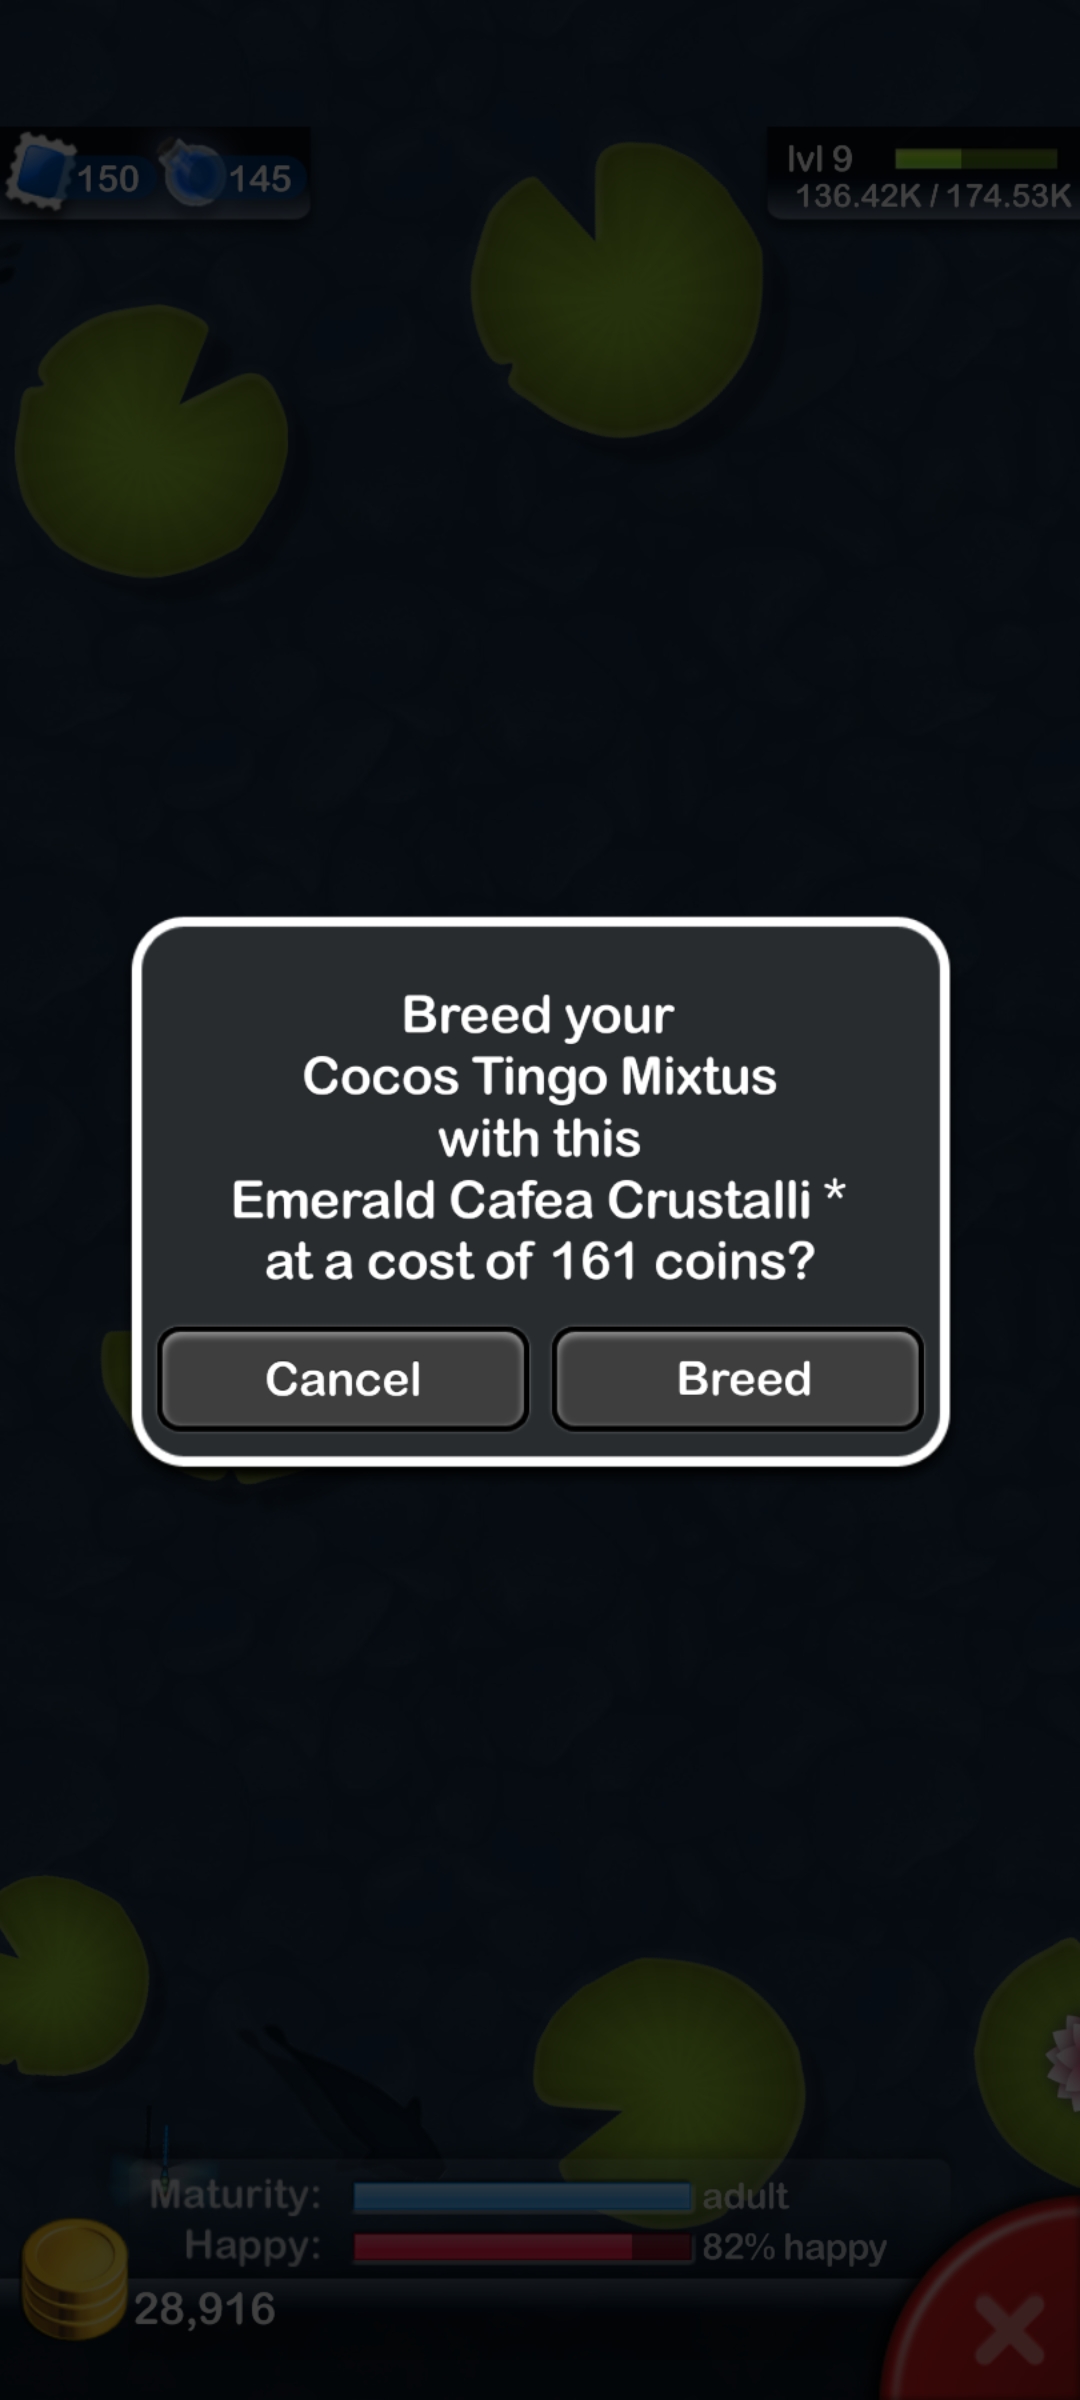 150 145
lvl 9
136.42K / 174.53K
Breed your
Cocos Tingo Mixtus
with this
Emerald Cafea Crustalli *
at a cost of 161 coins?
Cancel Breed
Maturity: adult
Happy: 82% happy
28,916